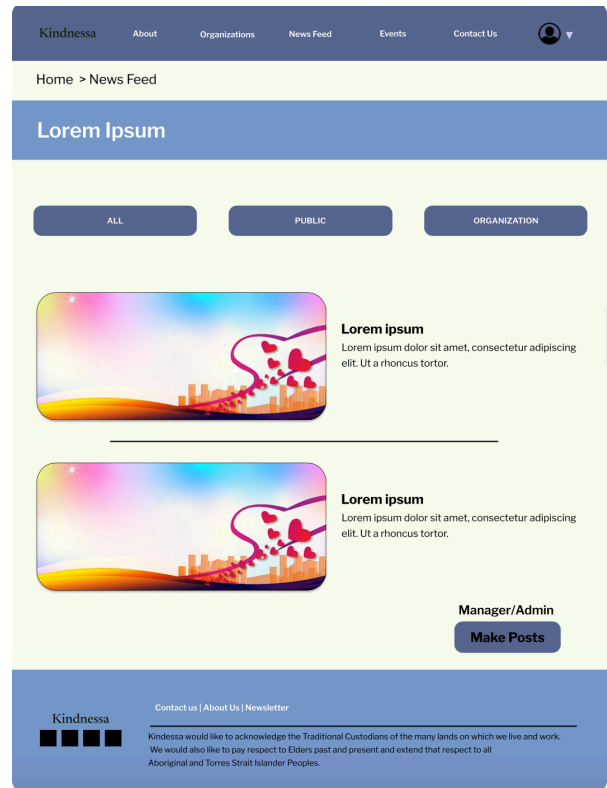 Kindnessa About Organizations News Feed Events Contact Us
Home > News Feed
Lorem Ipsum
ALL PUBLIC ORGANIZATION
Lorem ipsum
Lorem ipsum dolor sit amet, consectetur adipiscing
elit. Ut a rhoncus tortor.
Lorem ipsum
Lorem ipsum dolor sit amet, consectetur adipiscing
elit. Ut a rhoncus tortor.
Manager/Admin
Make Posts
Contact us | About Us | Newsletter
Kindnessa
Kindessa would like to acknowledge the Traditional Custodians of the many lands on which we live and work.
We would also like to pay respect to Elders past and present and extend that respect to all
Aboriginal and Torres Strait Islander Peoples.